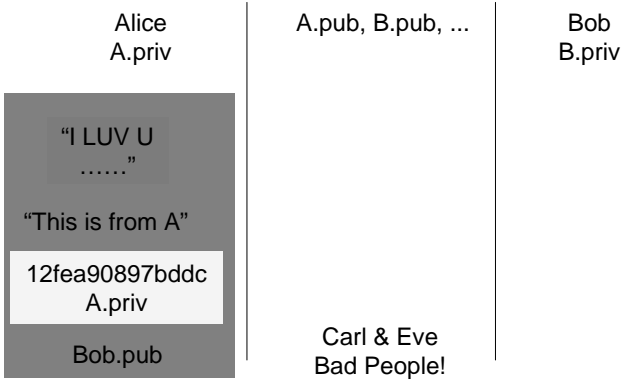 Alice
A.priv
A.pub, B.pub, ...
Bob
B.priv
“I LUV U
……”
“This is from A”
12fea90897bddc
A.priv
Bob.pub
Carl & Eve
Bad People!